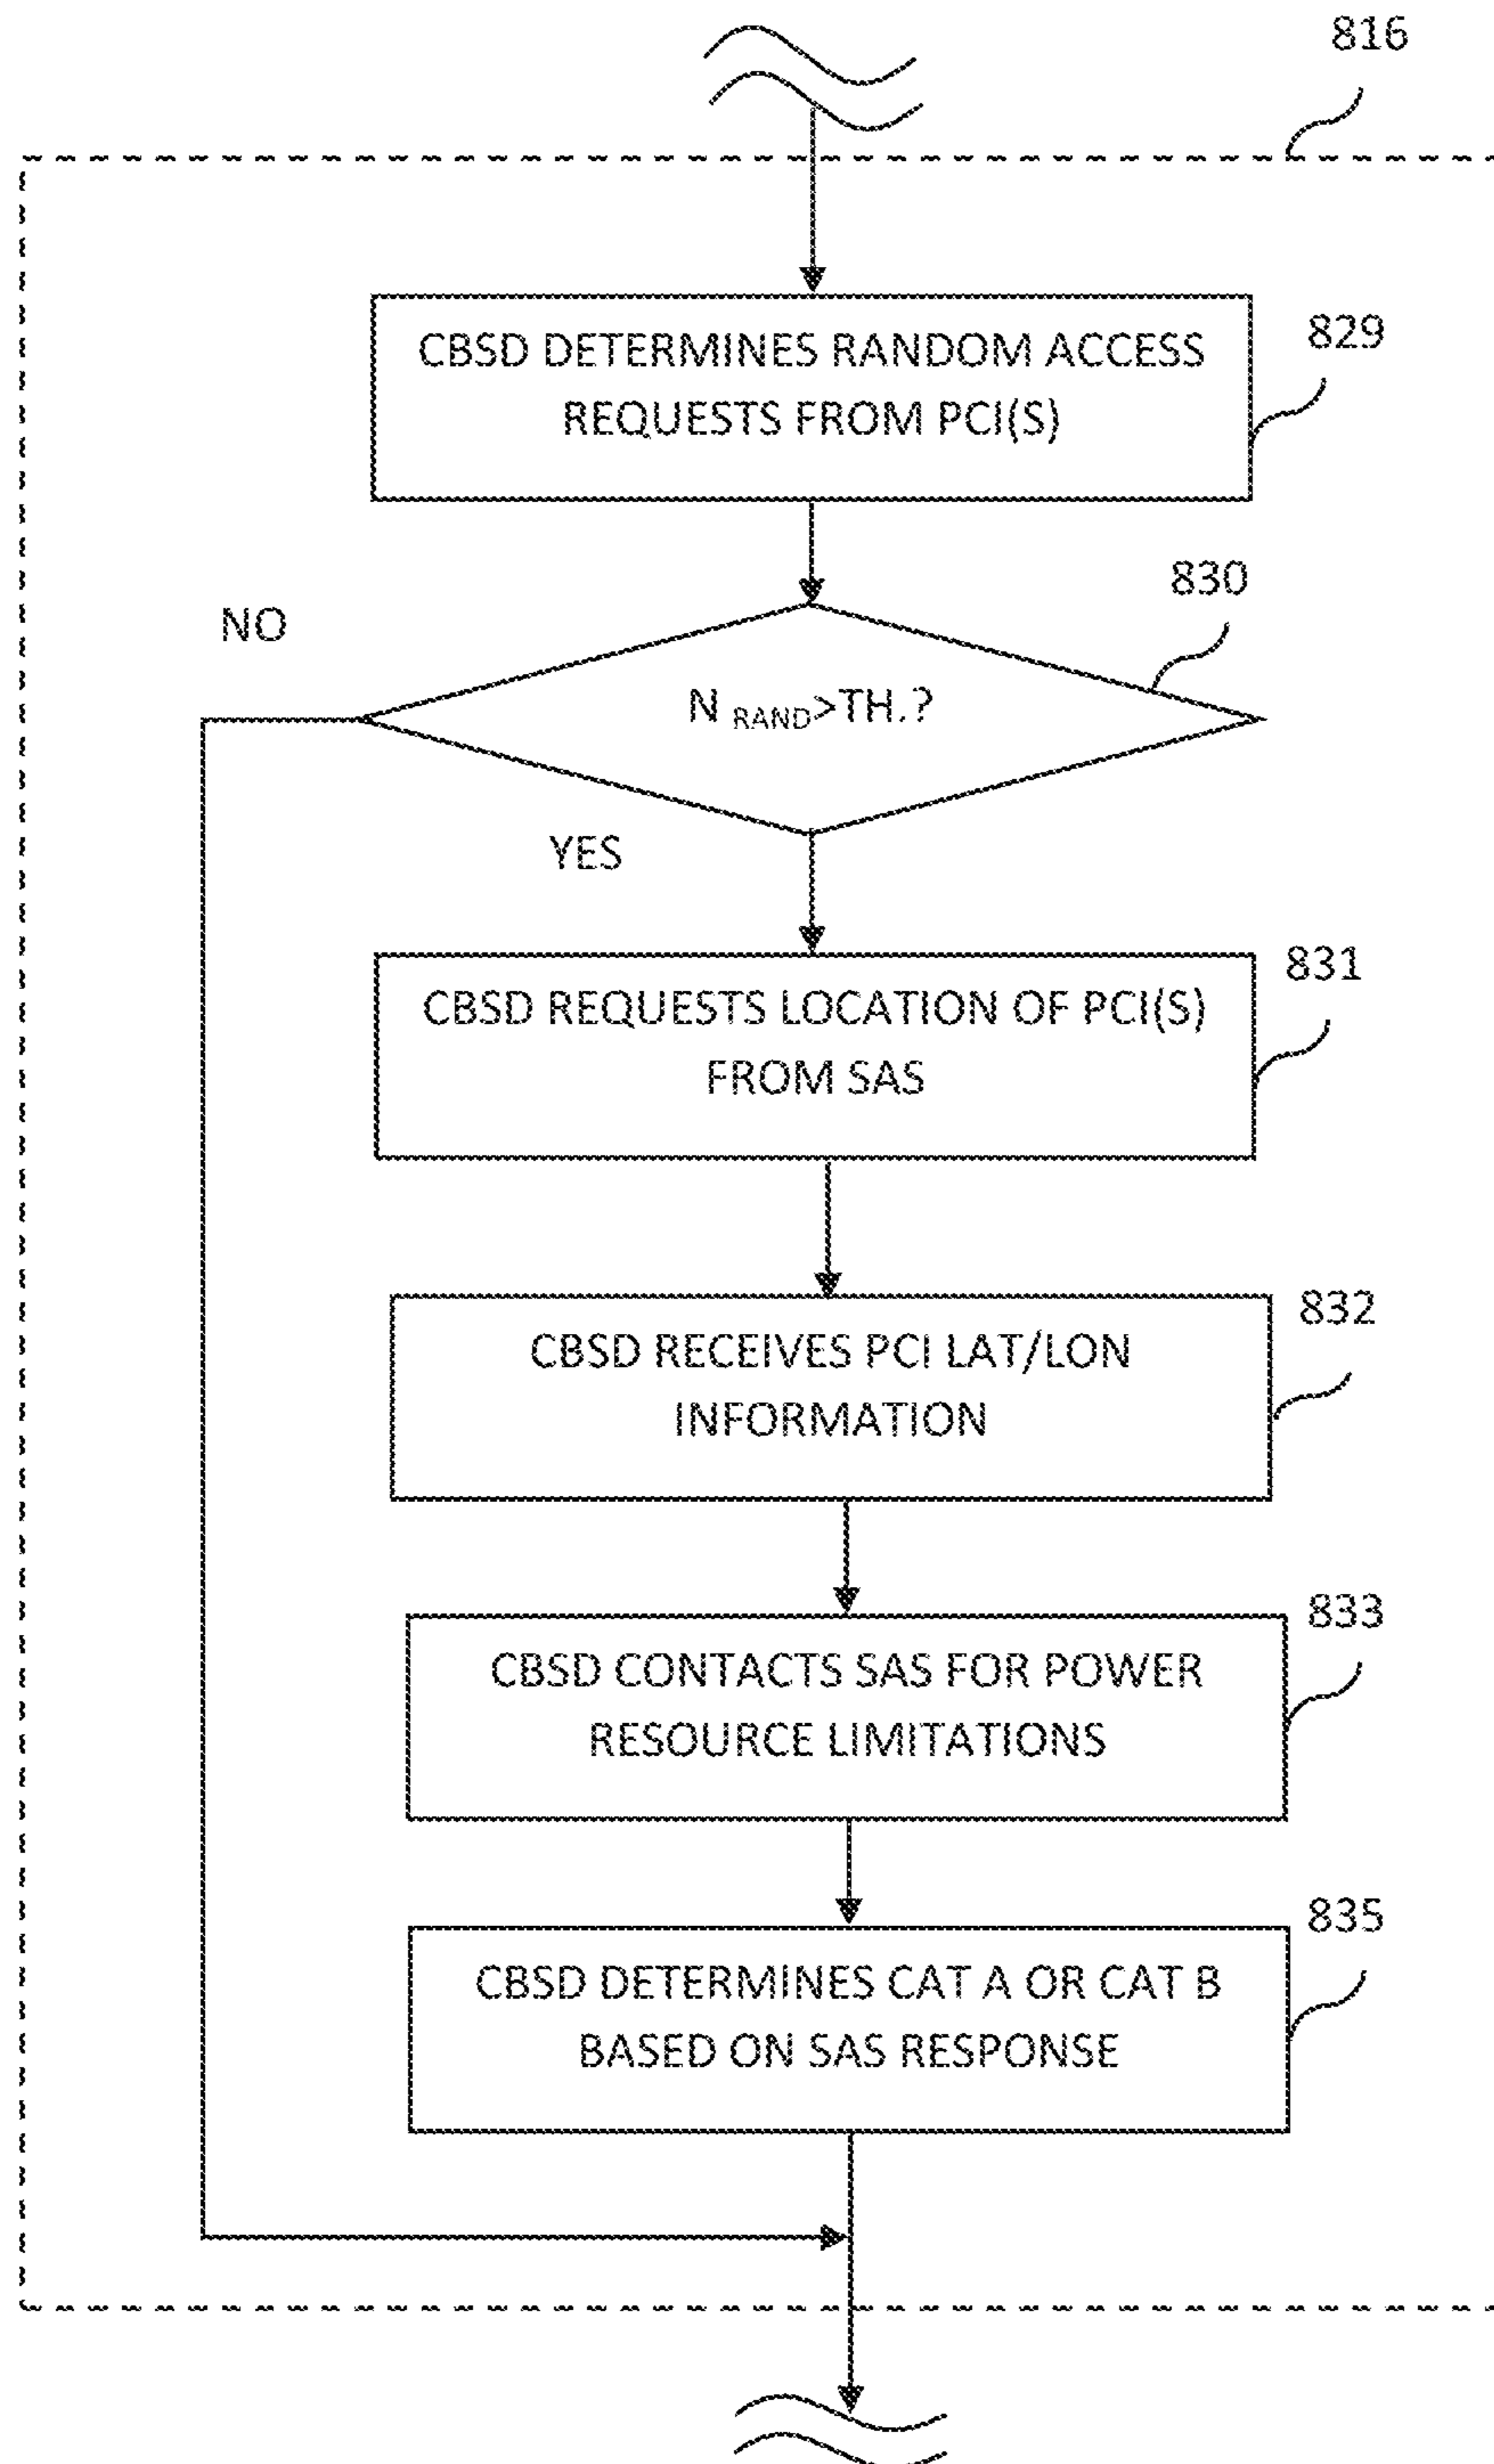 816
CBSD DETERMINES RANDOM ACCESS
REQUESTS FROM PCI(S)
829
830
NO
N RAND>TH.?
YES
831
CBSD REQUESTS LOCATION OF PCI(S)
FROM SAS
832
CBSD RECEIVES PCI LAT/LON
INFORMATION
833
CBSD CONTACTS SAS FOR POWER
RESOURCE LIMITATIONS
835
CBSD DETERMINES CAT A OR CAT B
BASED ON SAS RESPONSE